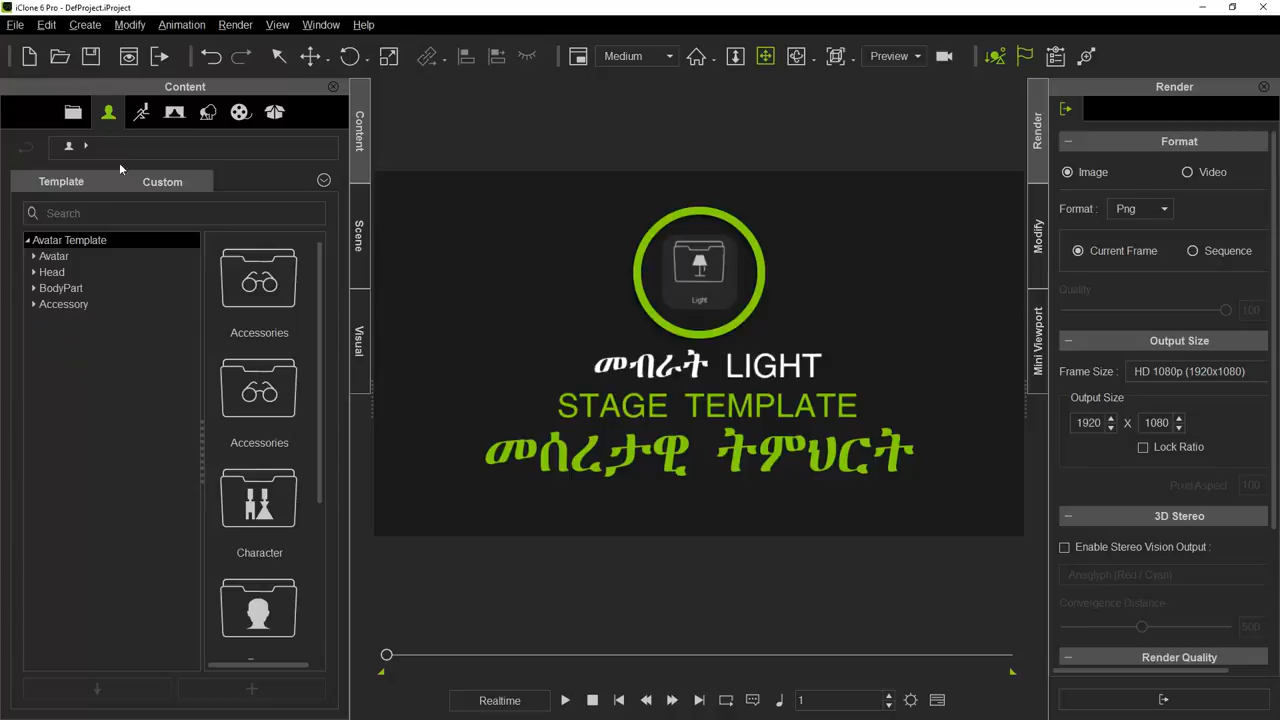 iClone 6 Pro - DefProject.iProject
File Edit Create Modify Animation Render View Window Help
Medium
Preview
Content
Template Custom
Search
Avatar Template
Avatar
Head
BodyPart
Accessory
Accessories
Accessories
Character
Content
Scene
Visual
Light
መብራት LIGHT
STAGE TEMPLATE
መሰረታዊ ትምህርት
Realtime
1
Render
Modify
Mini Viewport
Render
Format
Image Video
Format : Png
Current Frame Sequence
Quality 100
Output Size
Frame Size : HD 1080p (1920x1080)
Output Size
1920 X 1080
Lock Ratio
Pixel Aspect 100
3D Stereo
Enable Stereo Vision Output :
Anaglyph (Red / Cyan)
Convergence Distance
500
Render Quality